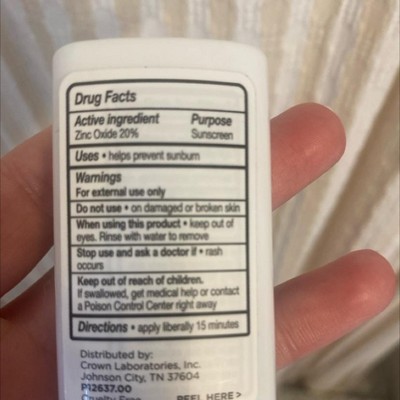 Drug Facts
Active ingredient Purpose
Zinc Oxide 20% Sunscreen
Uses • helps prevent sunburn
Warnings
For external use only
Do not use • on damaged or broken skin
When using this product • keep out of
eyes. Rinse with water to remove
Stop use and ask a doctor if • rash
occurs
Keep out of reach of children.
If swallowed, get medical help or contact
a Poison Control Center right away
Directions • apply liberally 15 minutes
Distributed by:
Crown Laboratories, Inc.
Johnson City, TN 37604
P12637.00
Cruelty Free PEEL HERE >